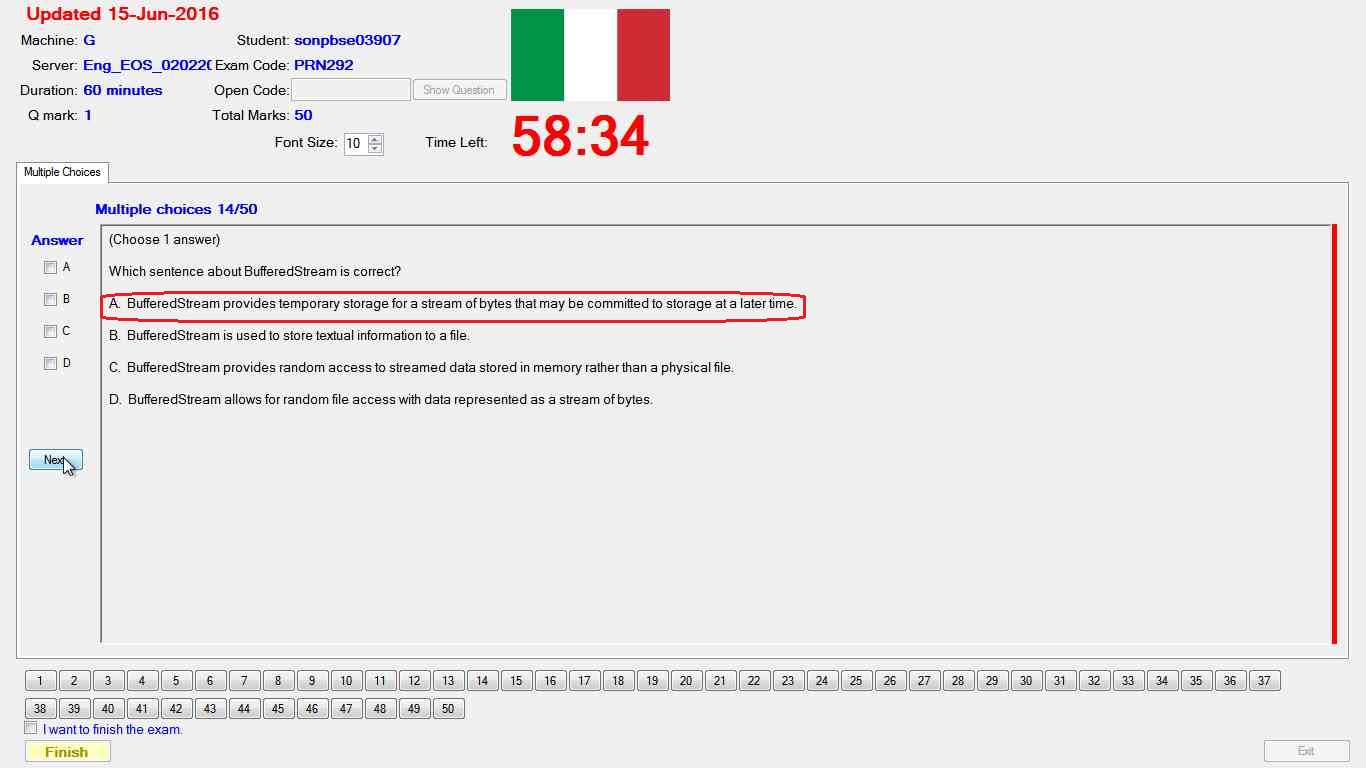 Updated 15-Jun-2016
Machine: G Student: sonpbse03907
Server: Eng_EOS_02022( Exam Code: PRN292
Duration: 60 minutes Open Code: Show Question
Q mark: 1 Total Marks: 50
Font Size: 10 Time Left: 58:34
Multiple Choices
Multiple choices 14/50
Answer
(Choose 1 answer)
A
Which sentence about BufferedStream is correct?
B
A. BufferedStream provides temporary storage for a stream of bytes that may be committed to storage at a later time.
C
B. BufferedStream is used to store textual information to a file.
D
C. BufferedStream provides random access to streamed data stored in memory rather than a physical file.
D. BufferedStream allows for random file access with data represented as a stream of bytes.
Nex
1 2 3 4 5 6 7 8 9 10 11 12 13 14 15 16 17 18 19 20 21 22 23 24 25 26 27 28 29 30 31 32 33 34 35 36 37
38 39 40 41 42 43 44 45 46 47 48 49 50
I want to finish the exam.
Finish Exit